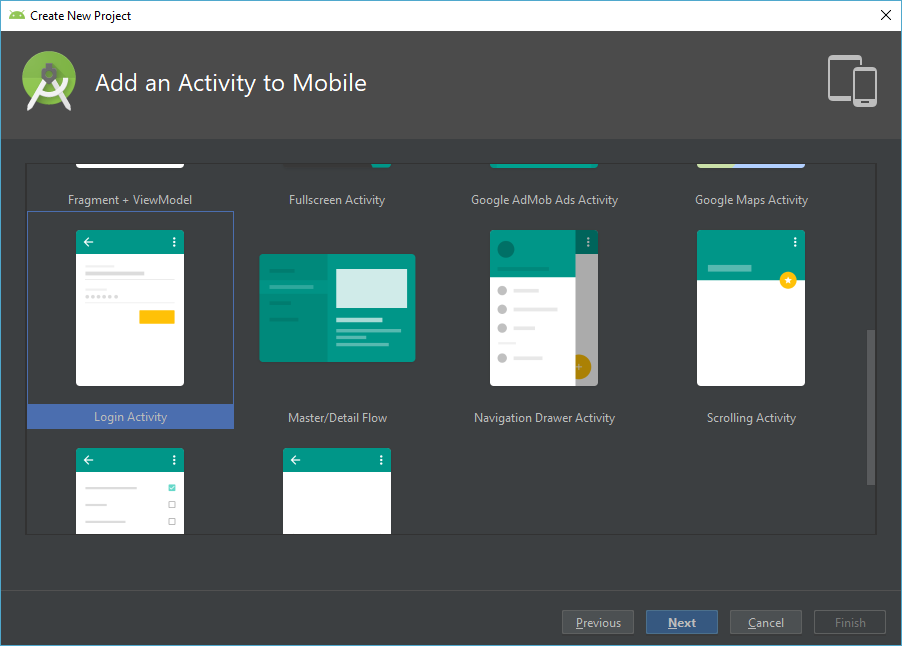 Create New Project
Add an Activity to Mobile
Fragment + ViewModel
Fullscreen Activity
Google AdMob Ads Activity
Google Maps Activity
Login Activity
Master/Detail Flow
Navigation Drawer Activity
Scrolling Activity
Previous
Next
Cancel
Finish